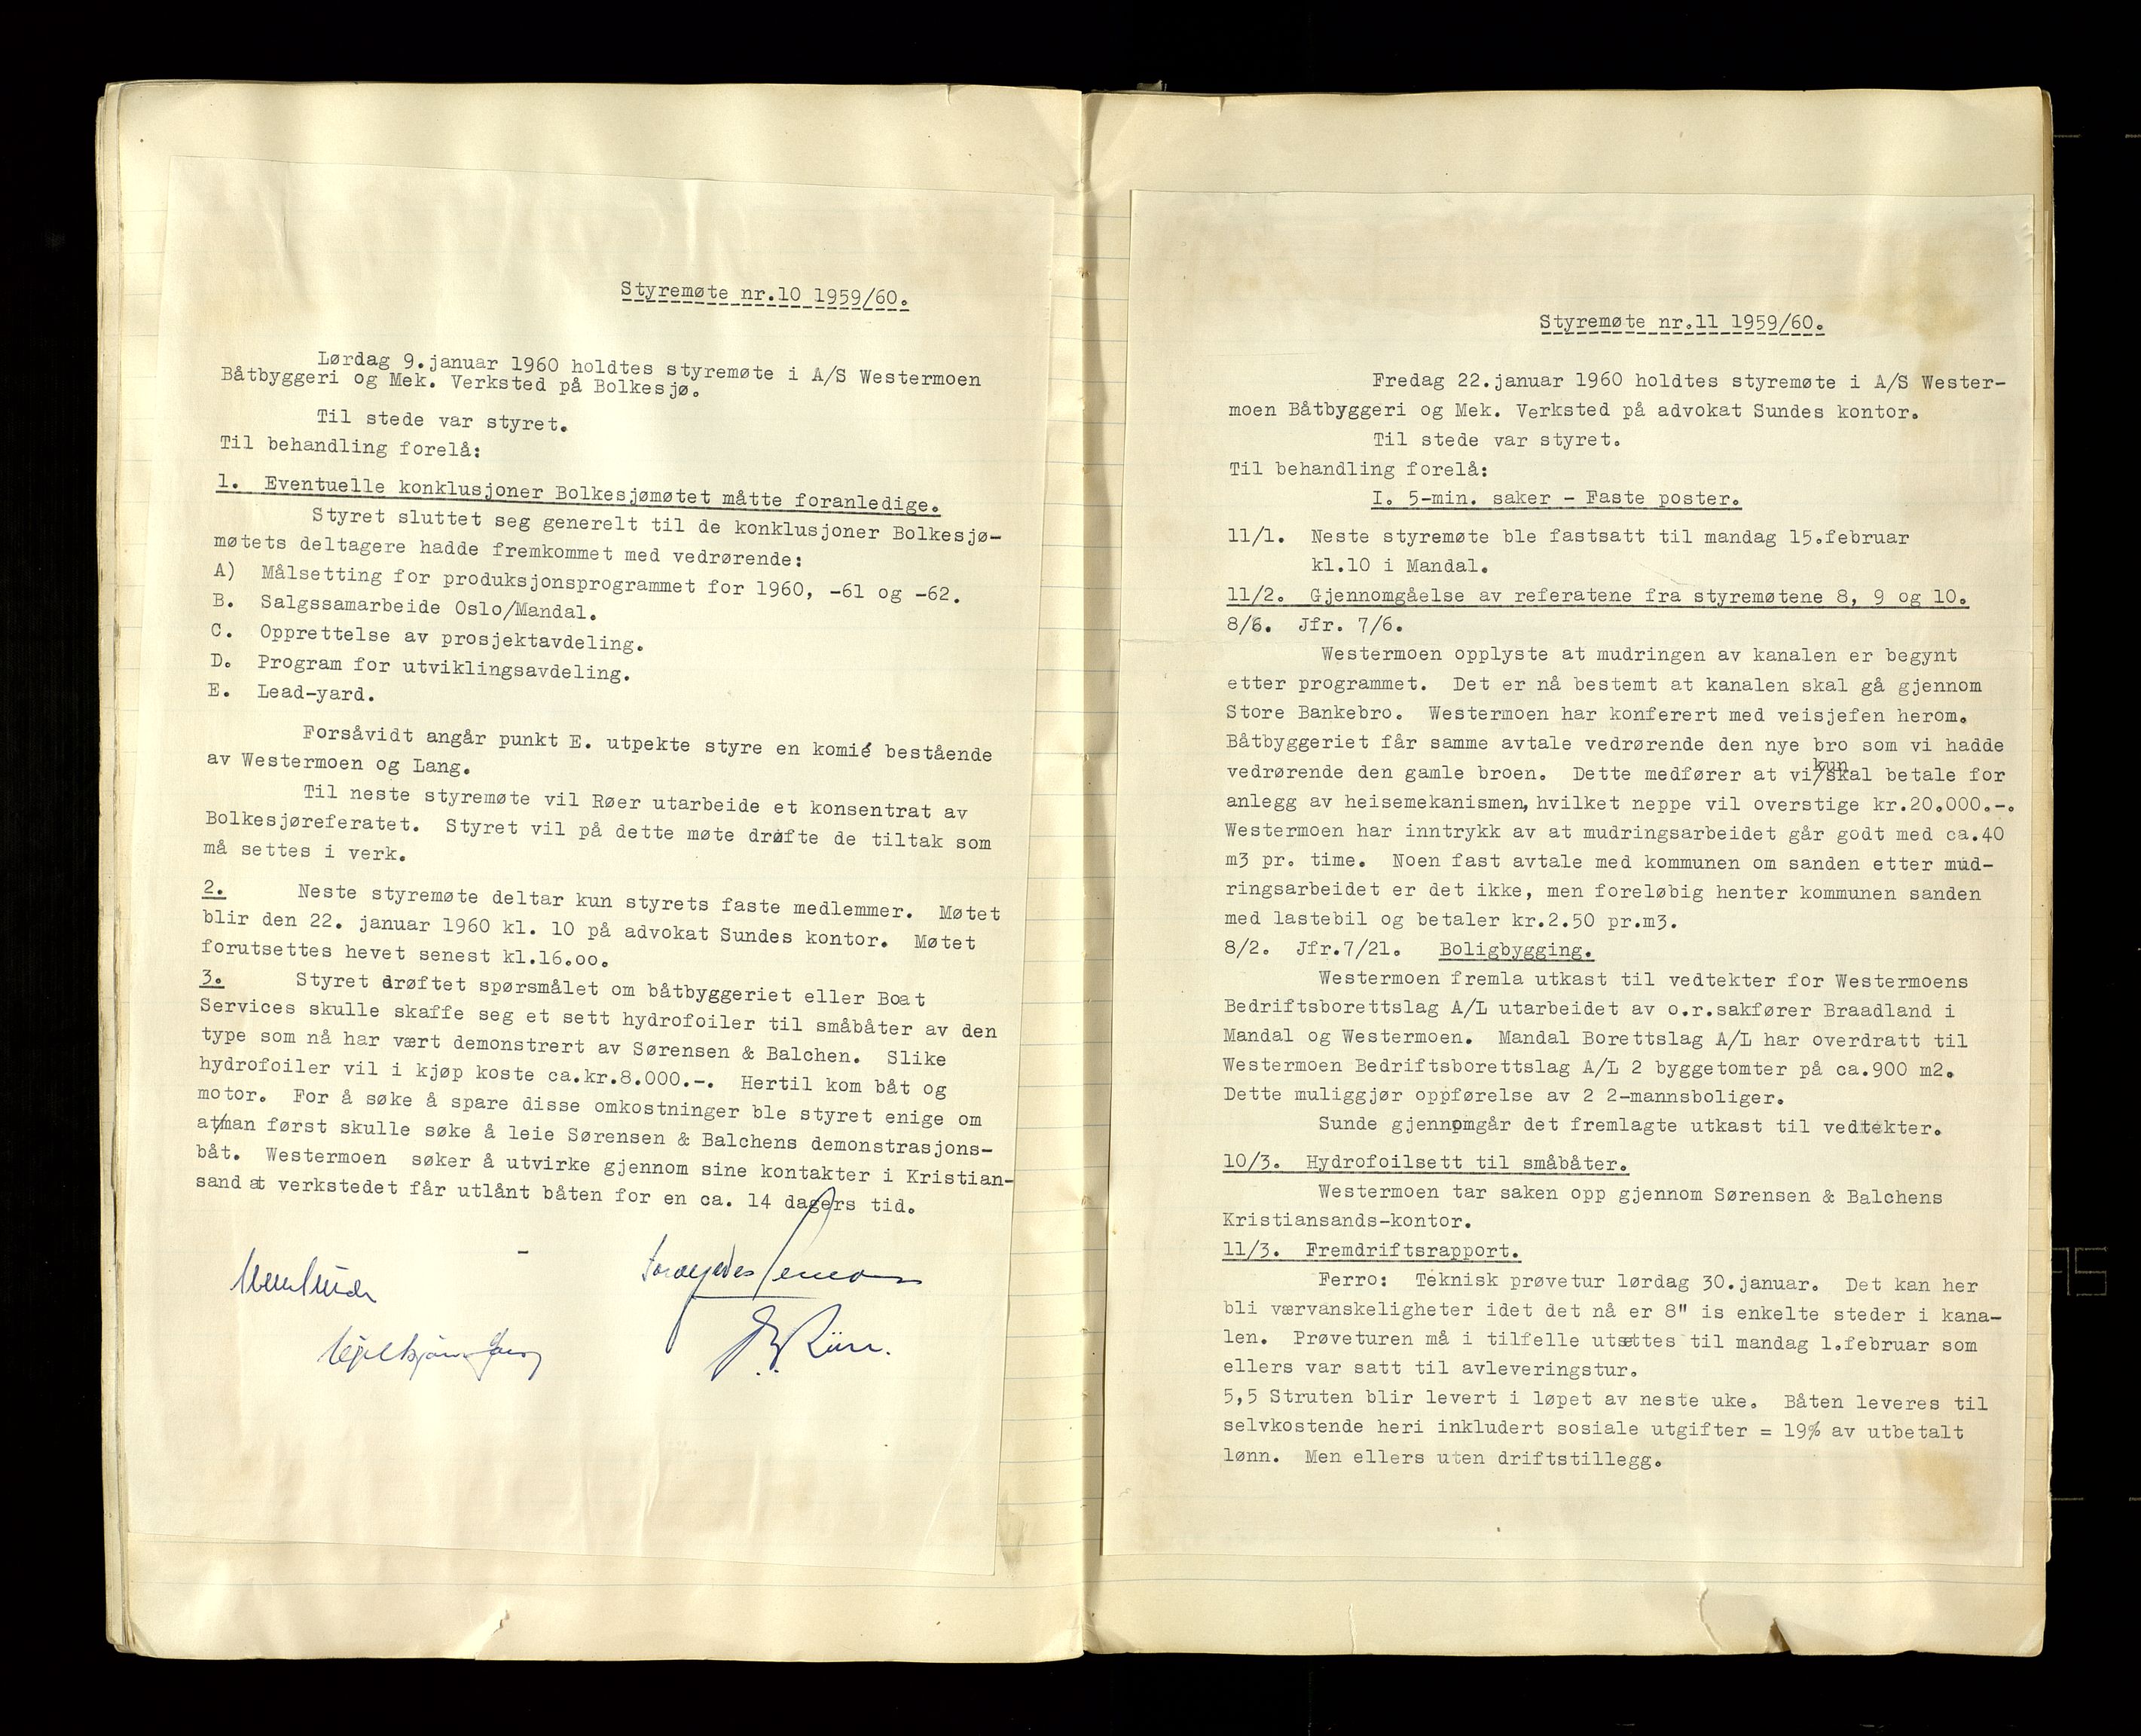 Styremøte nr.10 1959/60.
Lørdag 9.januar 1960 holdtes styremøte i A/S Westermoen
Båtbyggeri og Mek. Verksted på Bolkesjø.
Til stede var styret.
Til behandling forelå:
1. Eventuelle konklusjoner Bolkesjømøtet måtte foranledige.
Styret sluttet seg generelt til de konklusjoner Bolkesjø-
møtets deltagere hadde fremkommet med vedrørende:
A) Målsetting for produksjonsprogrammet for 1960, -61 og -62.
B. Salgssamarbeide Oslo/Mandal.
C. Opprettelse av prosjektavdeling.
D. Program for utviklingsavdeling.
E. Lead-yard.
Forsåvidt angår punkt E. utpekte styre en komié bestående
av Westermoen og Lang.
Til neste styremøte vil Røer utarbeide et konsentrat av
Bolkesjøreferatet. Styret vil på dette møte drøfte de tiltak som
må settes i verk.
2. Neste styremøte deltar kun styrets faste medlemmer. Møtet
blir den 22. januar 1960 kl. 10 på advokat Sundes kontor. Møtet
forutsettes hevet senest kl.16.oo.
3. Styret drøftet spørsmålet om båtbyggeriet eller Boat
Services skulle skaffe seg et sett hydrofoiler til småbåter av den
type som nå har vært demonstrert av Sørensen & Balchen. Slike
hydrofoiler vil i kjøp koste ca.kr.8.000.-. Hertil kom båt og
motor. For å søke å spare disse omkostninger ble styret enige om
at/man først skulle søke å leie Sørensen & Balchens demonstrasjons-
båt. Westermoen søker å utvirke gjennom sine kontakter i Kristian-
sand at verkstedet får utlånt båten for en ca. 14 dagers tid.
Styremøte nr.11 1959/60.
Fredag 22.januar 1960 holdtes styremøte i A/S Wester-
moen Båtbyggeri og Mek. Verksted på advokat Sundes kontor.
Til stede var styret.
Til behandling forelå:
I. 5-min. saker - Faste poster.
11/1. Neste styremøte ble fastsatt til mandag 15.februar
kl.10 i Mandal.
11/2. Gjennomgåelse av referatene fra styremøtene 8, 9 og 10.
8/6. Jfr. 7/6.
Westermoen opplyste at mudringen av kanalen er begynt
etter programmet. Det er nå bestemt at kanalen skal gå gjennom
Store Bankebro. Westermoen har konferert med veisjefen herom.
Båtbyggeriet får samme avtale vedrørende den nye bro som vi hadde
vedrørende den gamle broen. Dette medfører at vi/kun skal betale for
anlegg av heisemekanismen, hvilket neppe vil overstige kr.20.000.-.
Westermoen har inntrykk av at mudringsarbeidet går godt med ca.40
m3 pr. time. Noen fast avtale med kommunen om sanden etter mud-
ringsarbeidet er det ikke, men foreløbig henter kommunen sanden
med lastebil og betaler kr.2.50 pr.m3.
8/2. Jfr.7/21. Boligbygging.
Westermoen fremla utkast til vedtekter for Westermoens
Bedriftsborettslag A/L utarbeidet av o.r.sakfører Braadland i
Mandal og Westermoen. Mandal Borettslag A/L har overdratt til
Westermoen Bedriftsborettslag A/L 2 byggetomter på ca.900 m2.
Dette muliggjør oppførelse av 2 2-mannsboliger.
Sunde gjennomgår det fremlagte utkast til vedtekter.
10/3. Hydrofoilsett til småbåter.
Westermoen tar saken opp gjennom Sørensen & Balchens
Kristiansands-kontor.
11/3. Fremdriftsrapport.
Ferro: Teknisk prøvetur lørdag 30.januar. Det kan her
bli værvanskeligheter idet det nå er 8" is enkelte steder i kana-
len. Prøveturen må i tilfelle utsættes til mandag 1.februar som
ellers var satt til avleveringstur.
5,5 Struten blir levert i løpet av neste uke. Båten leveres til
selvkostende heri inkludert sosiale utgifter = 19% av utbetalt
lønn. Men ellers uten driftstillegg.